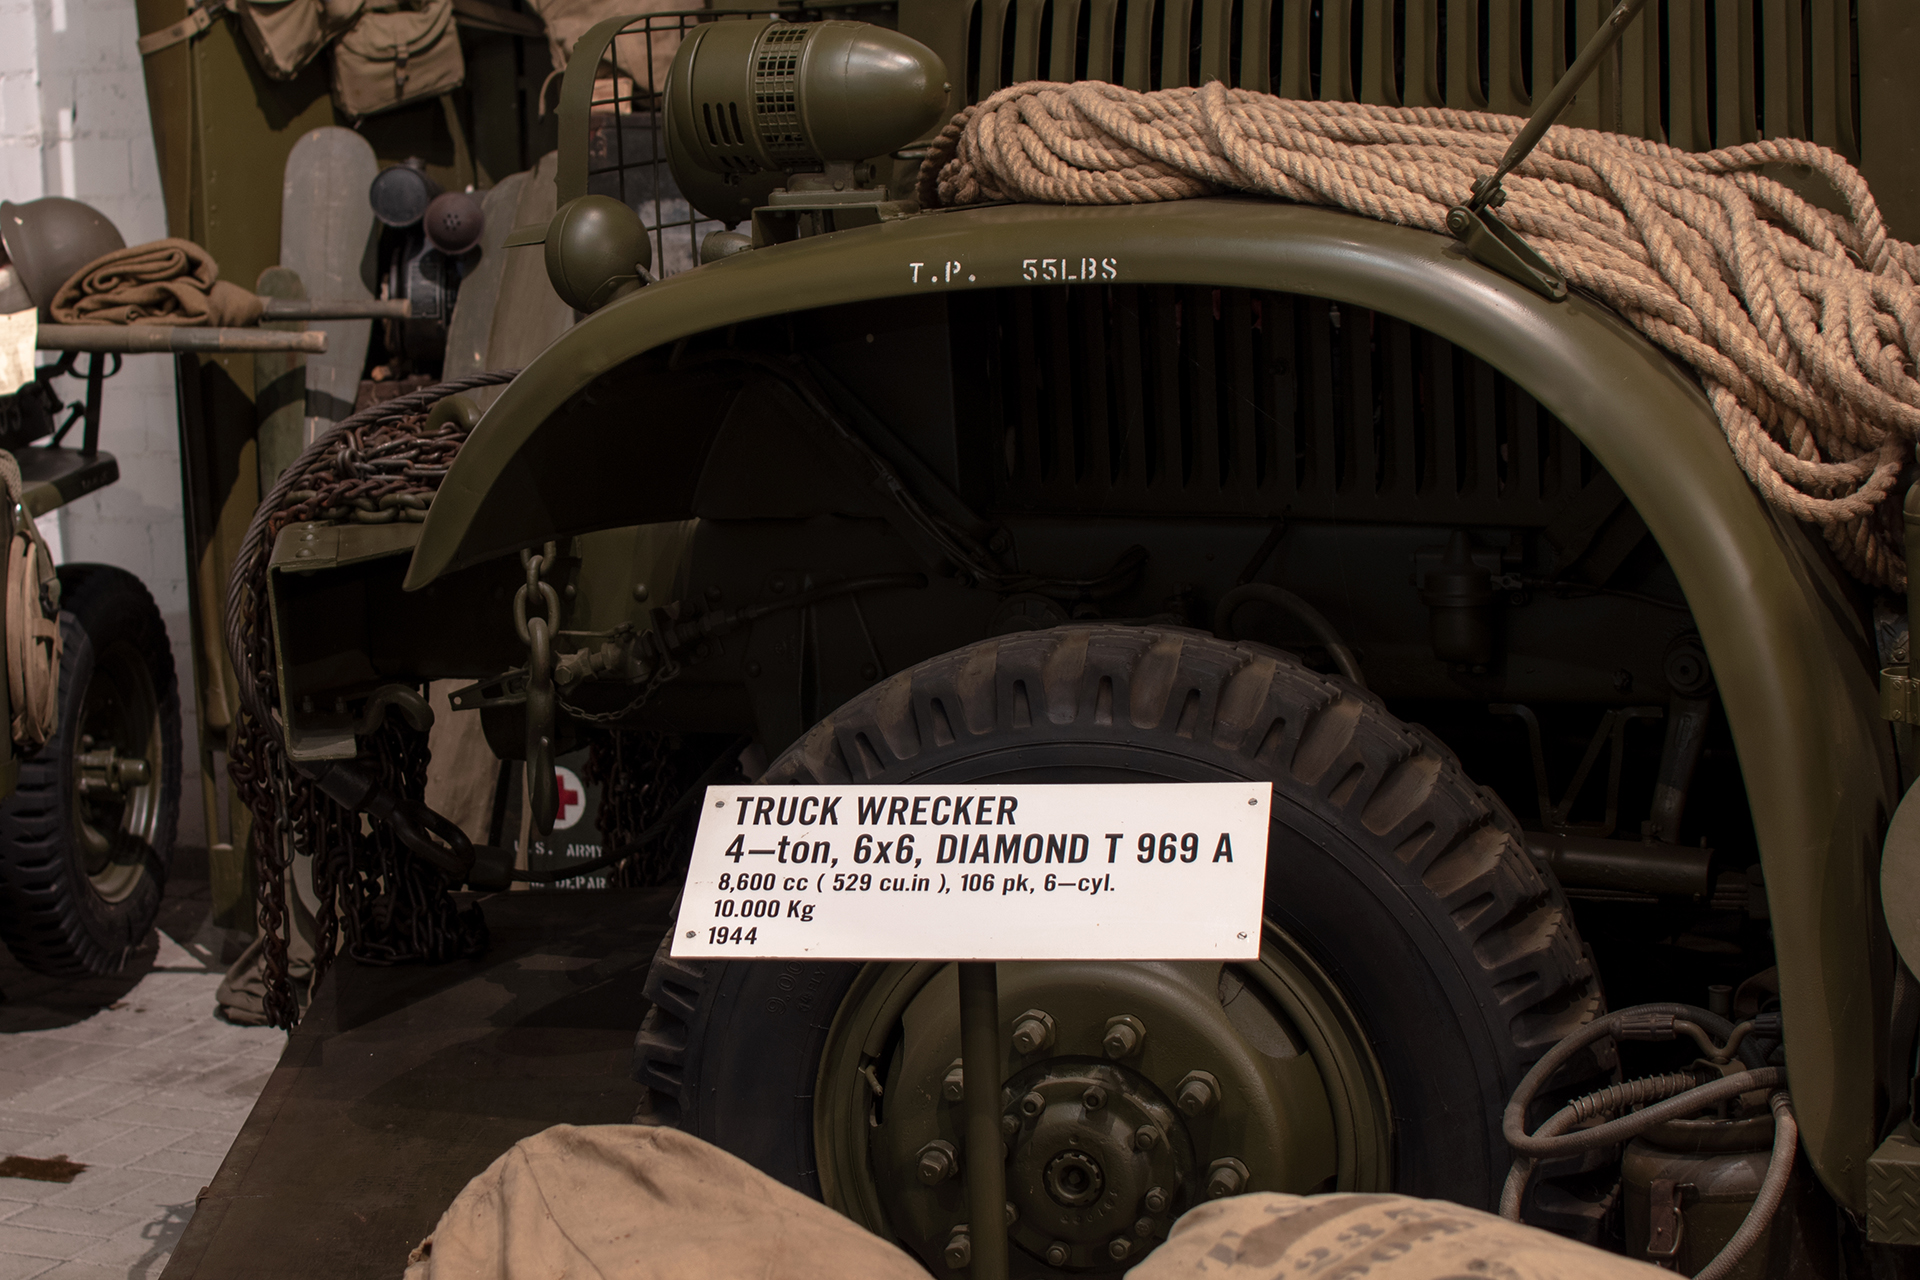 T.P. 55LBS
TRUCK WRECKER
4–ton, 6x6, DIAMOND T 969 A
8,600 cc ( 529 cu.in ), 106 pk, 6–cyl.
10.000 Kg
1944
U.S. ARMY
DEPAR